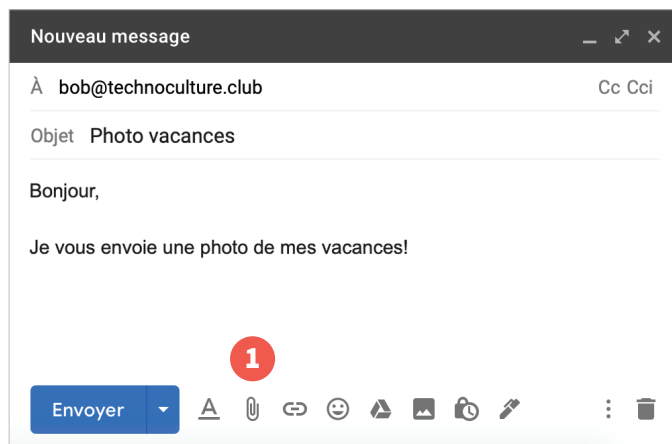 Nouveau message
À bob@technoculture.club Cc Cci
Objet Photo vacances
Bonjour,
Je vous envoie une photo de mes vacances!
1
Envoyer A